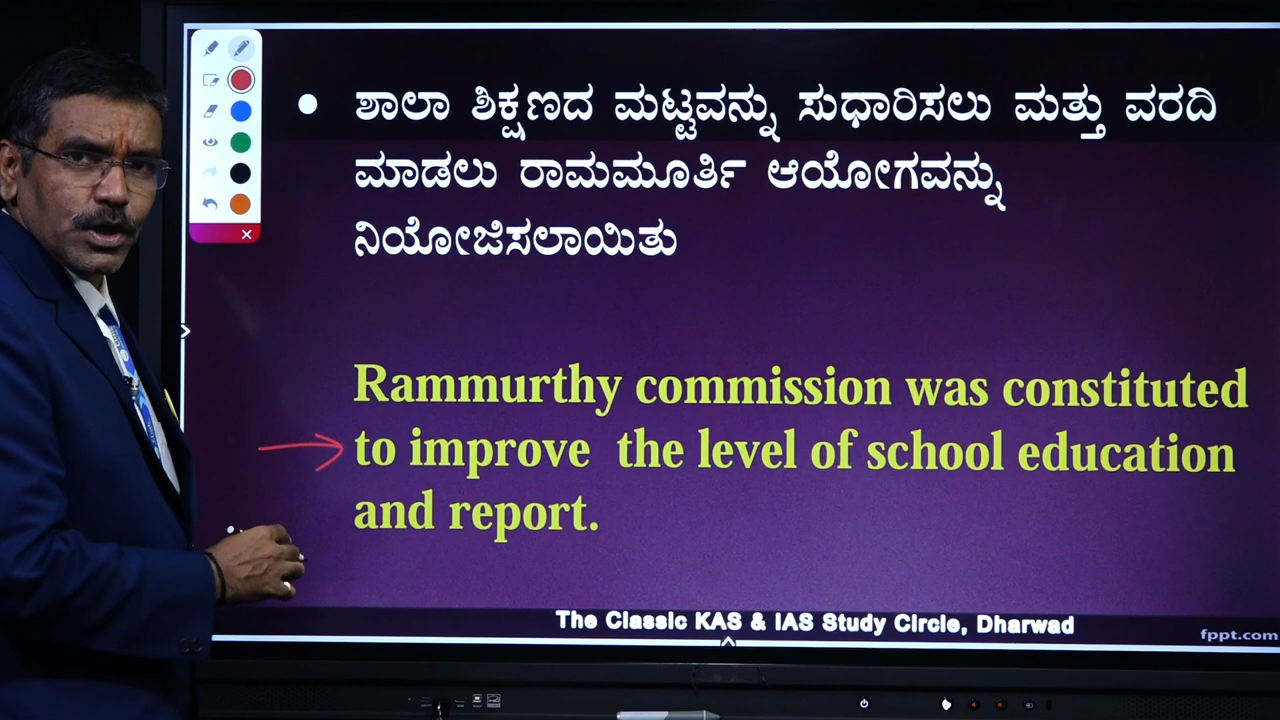 ಶಾಲಾ ಶಿಕ್ಷಣದ ಮಟ್ಟವನ್ನು ಸುಧಾರಿಸಲು ಮತ್ತು ವರದಿ
ಮಾಡಲು ರಾಮಮೂರ್ತಿ ಆಯೋಗವನ್ನು
ನಿಯೋಜಿಸಲಾಯಿತು
Rammurthy commission was constituted
to improve the level of school education
and report.
The Classic KAS & IAS Study Circle, Dharwad
fppt.com